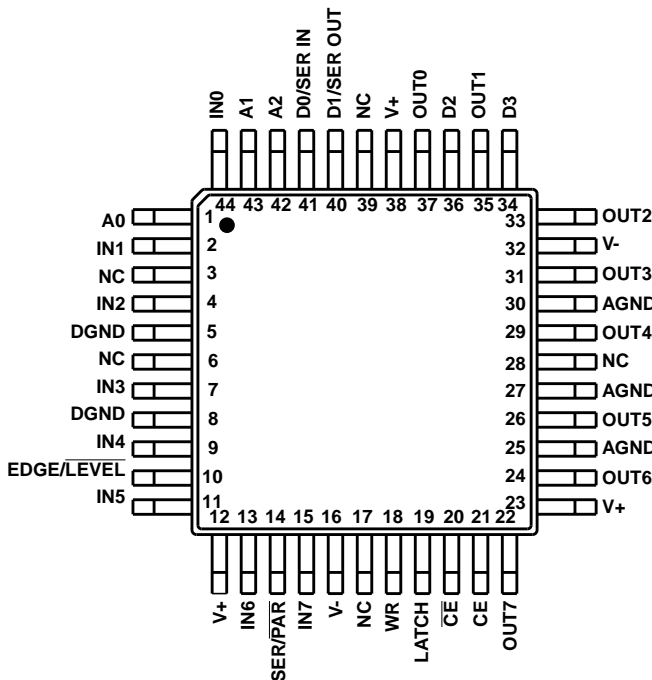 IN0 A1 A2 D0/SER IN D1/SER OUT NC V+ OUT0 D2 OUT1 D3
44 43 42 41 40 39 38 37 36 35 34
A0 1 33 OUT2
IN1 2 32 V-
NC 3 31 OUT3
IN2 4 30 AGND
DGND 5 29 OUT4
NC 6 28 NC
IN3 7 27 AGND
DGND 8 26 OUT5
IN4 9 25 AGND
EDGE/L̅E̅V̅E̅L̅ 10 24 OUT6
IN5 11 23 V+
12 13 14 15 16 17 18 19 20 21 22
V+ IN6 SER/P̅A̅R̅ IN7 V- NC WR LATCH C̅E̅ CE OUT7